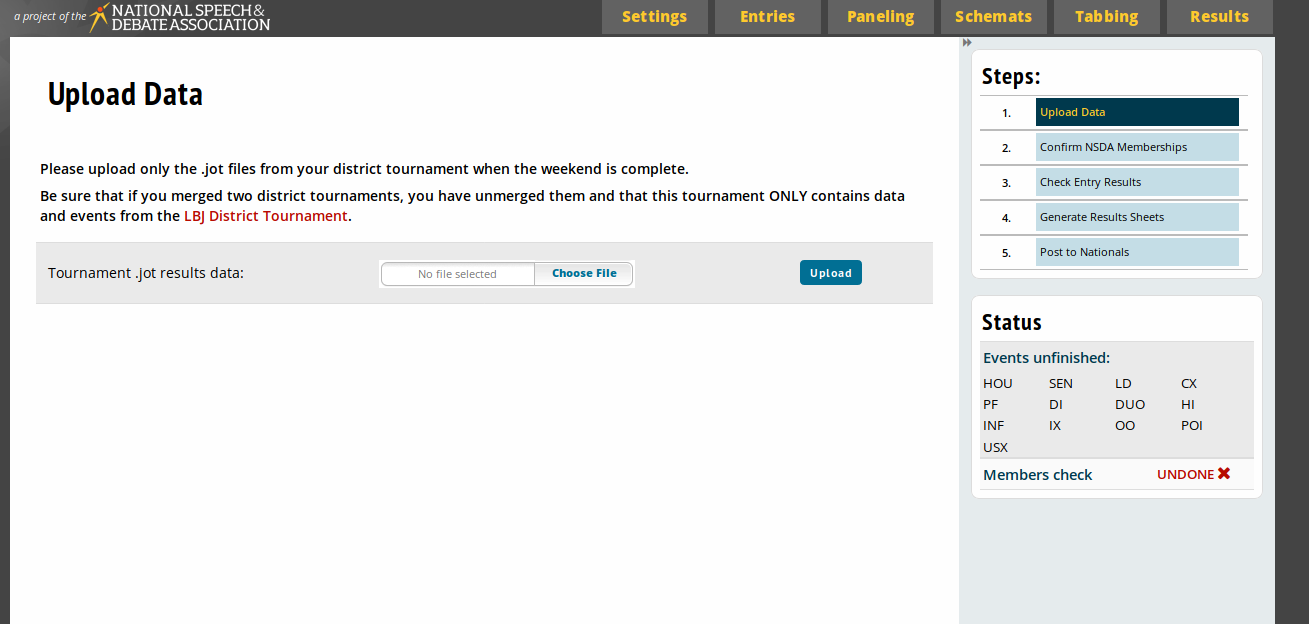 a project of the NATIONAL SPEECH & DEBATE ASSOCIATION
Settings Entries Paneling Schemats Tabbing Results
Upload Data
Please upload only the .jot files from your district tournament when the weekend is complete.
Be sure that if you merged two district tournaments, you have unmerged them and that this tournament ONLY contains data
and events from the LBJ District Tournament.
Tournament .jot results data: No file selected Choose File Upload
Steps:
1. Upload Data
2. Confirm NSDA Memberships
3. Check Entry Results
4. Generate Results Sheets
5. Post to Nationals
Status
Events unfinished:
HOU SEN LD CX
PF DI DUO HI
INF IX OO POI
USX
Members check UNDONE ✖